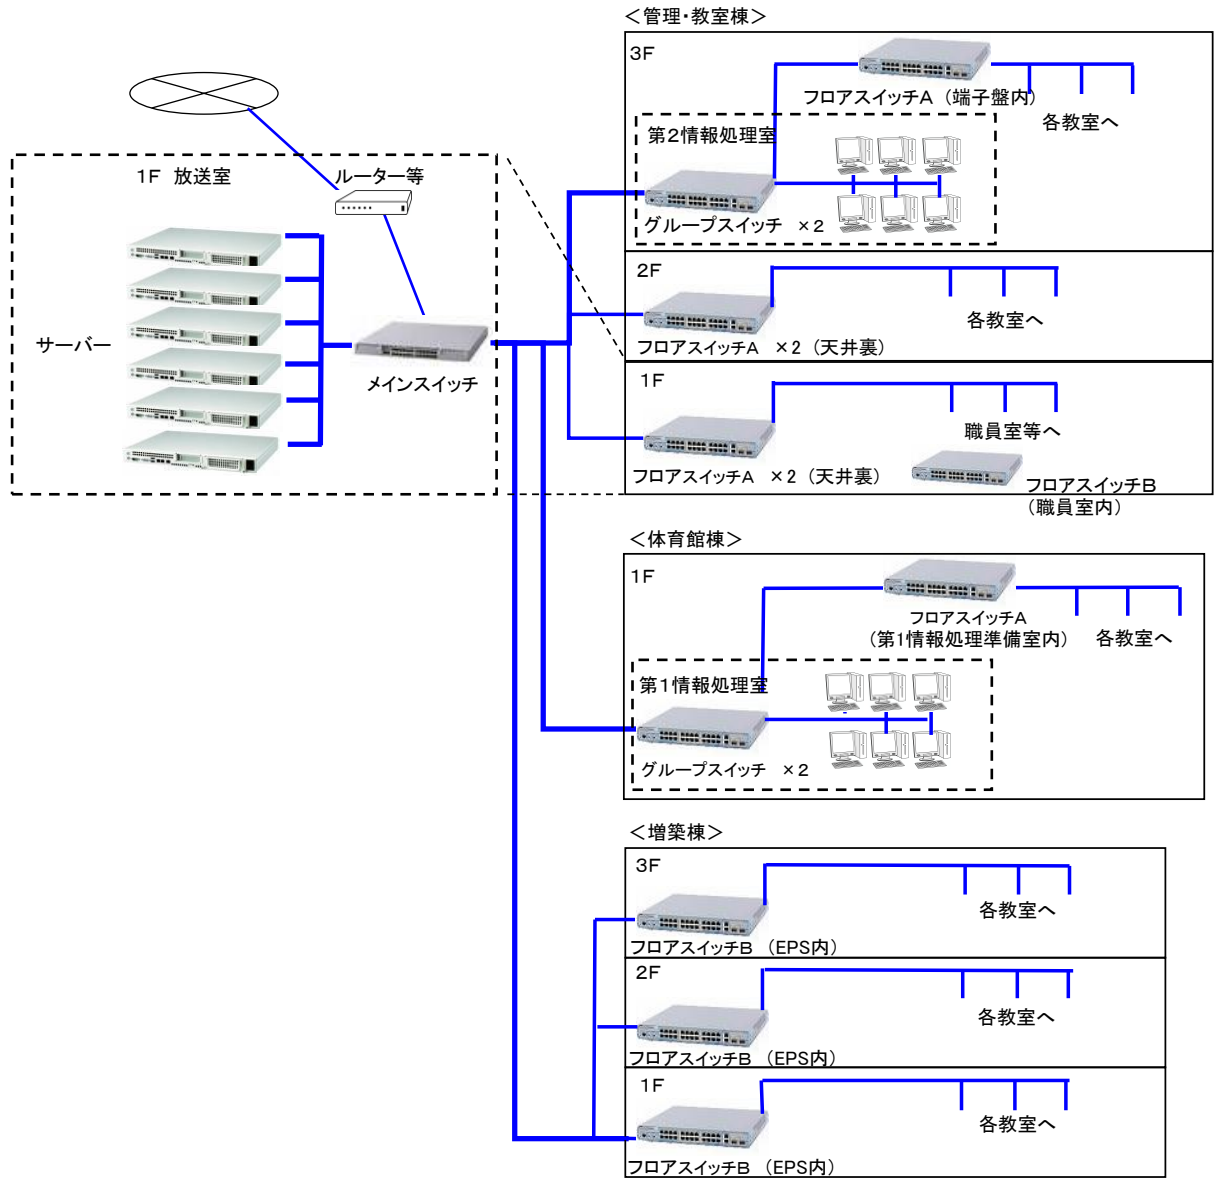 ＜管理・教室棟＞
3F
フロアスイッチA （端子盤内）
各教室へ
第2情報処理室
グループスイッチ ×2
1F 放送室
ルーター等
サーバー
メインスイッチ
2F
各教室へ
フロアスイッチA ×2 （天井裏）
1F
職員室等へ
フロアスイッチA ×2 （天井裏）
フロアスイッチB
（職員室内）
＜体育館棟＞
1F
フロアスイッチA
（第1情報処理準備室内）
各教室へ
第1情報処理室
グループスイッチ ×2
＜増築棟＞
3F
各教室へ
フロアスイッチB （EPS内）
2F
各教室へ
フロアスイッチB （EPS内）
1F
各教室へ
フロアスイッチB （EPS内）